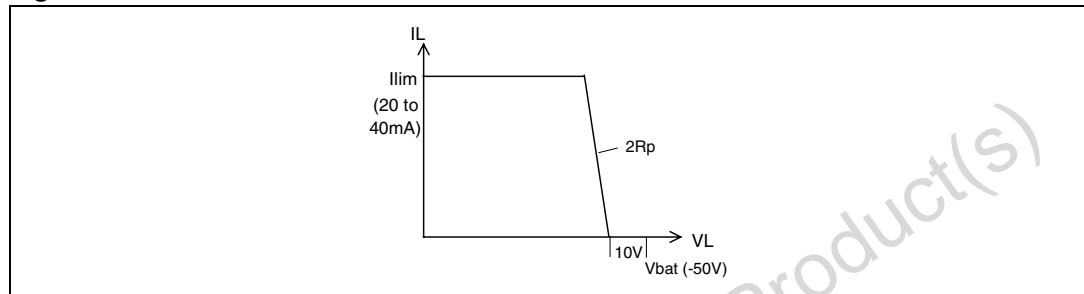 IL
Ilim
(20 to
40mA)
2Rp
VL
10V
Vbat (-50V)
Product(s)